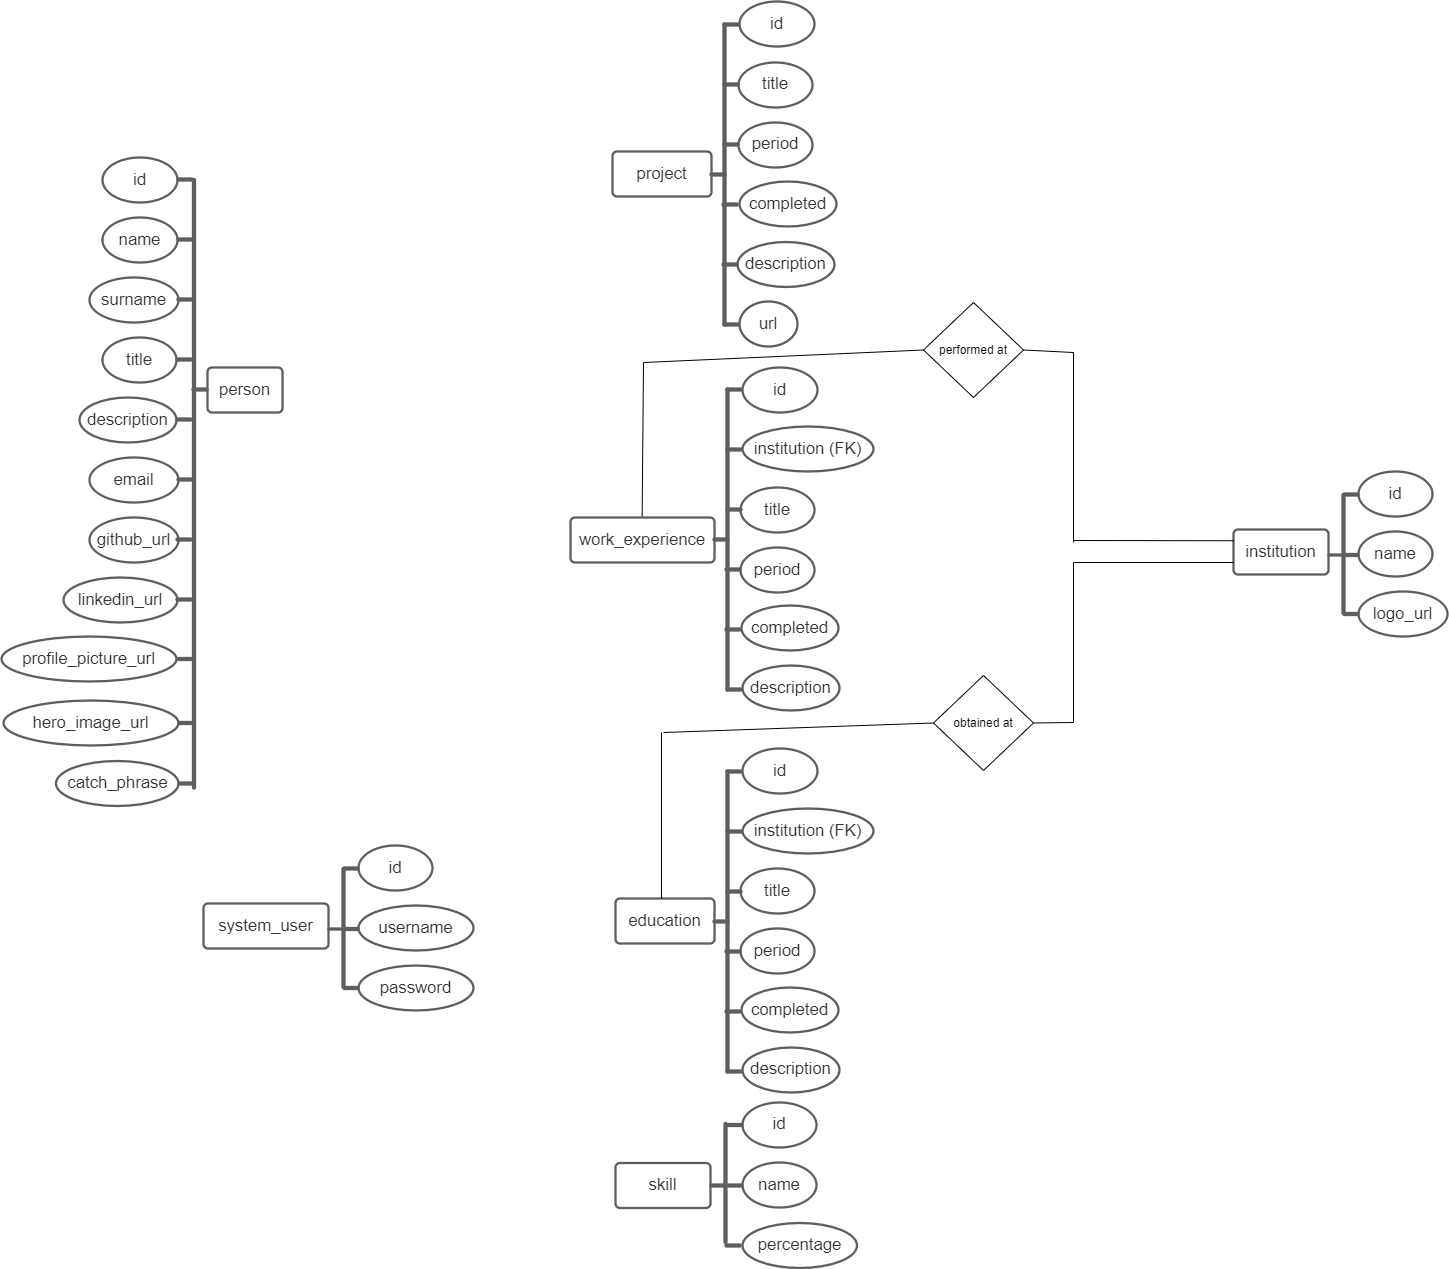 id
name
surname
title
description
email
github_url
linkedin_url
profile_picture_url
hero_image_url
catch_phrase
person
system_user
id
username
password
project
id
title
period
completed
description
url
performed at
work_experience
id
institution (FK)
title
period
completed
description
institution
id
name
logo_url
obtained at
education
id
institution (FK)
title
period
completed
description
skill
id
name
percentage